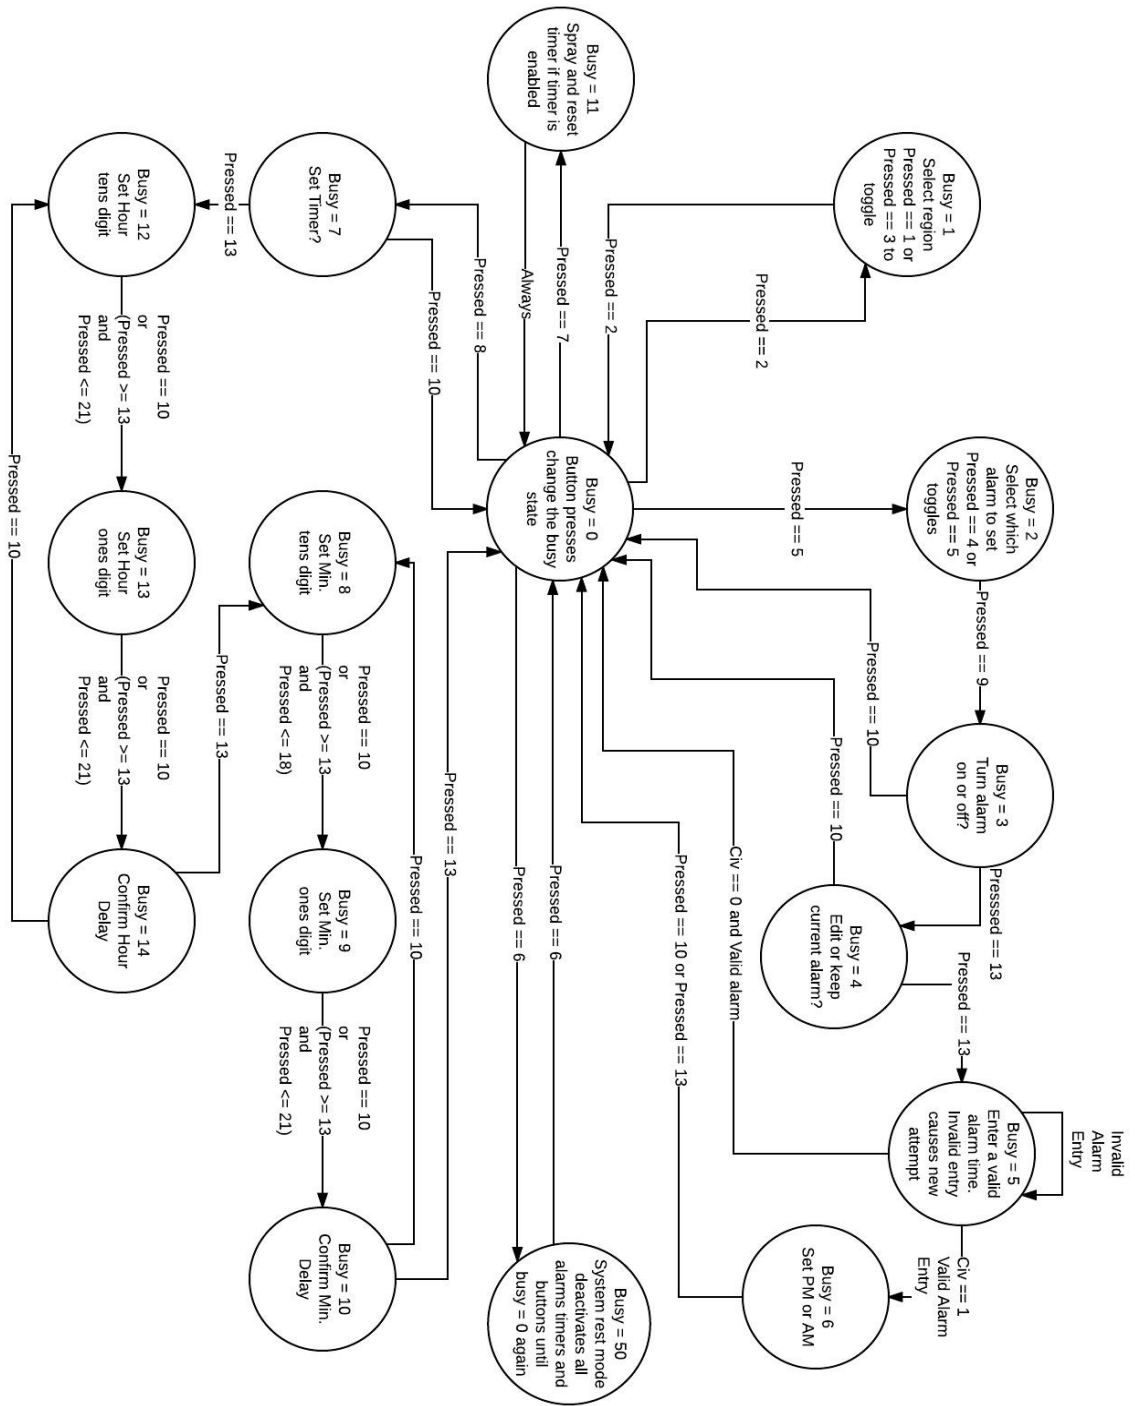 Busy = 11
Spray and reset
timer if timer is
enabled
Busy = 1
Select region
Pressed == 1 or
Pressed == 3 to
toggle
Busy = 12
Set Hour
tens digit
Pressed == 13
Busy = 7
Set Timer?
Pressed == 8
Pressed == 10
Always
Pressed == 7
Pressed == 2
Pressed == 2
Pressed == 10
or
(Pressed >= 13
and
Pressed <= 21)
Pressed == 10
Busy = 13
Set Hour
ones digit
Busy = 8
Set Min.
tens digit
Busy = 0
Button presses
change the busy
state
Pressed == 5
Busy = 2
Select which
alarm to set
Pressed == 4 or
Pressed == 5
toggles
Pressed == 9
Pressed == 10
or
(Pressed >= 13
and
Pressed <= 21)
Pressed == 13
Pressed == 10
or
(Pressed >= 13
and
Pressed <= 18)
Pressed == 10
Busy = 3
Turn alarm
on or off?
Pressed == 10
Presssed == 13
Busy = 14
Confirm Hour
Delay
Busy = 9
Set Min.
ones digit
Pressed == 10
Pressed == 13
Pressed == 6
Pressed == 6
Pressed == 10 or Pressed == 13
Civ == 0 and Valid alarm
Busy = 4
Edit or keep
current alarm?
Pressed == 13
Pressed == 10
or
(Pressed >= 13
and
Pressed <= 21)
Busy = 5
Enter a valid
alarm time.
Invalid entry
causes new
attempt
Invalid
Alarm
Entry
Busy = 10
Confirm Min.
Delay
Busy = 50
System rest mode
deactivates all
alarms timers and
buttons until
busy = 0 again
Busy = 6
Set PM or AM
Civ == 1
Valid Alarm
Entry